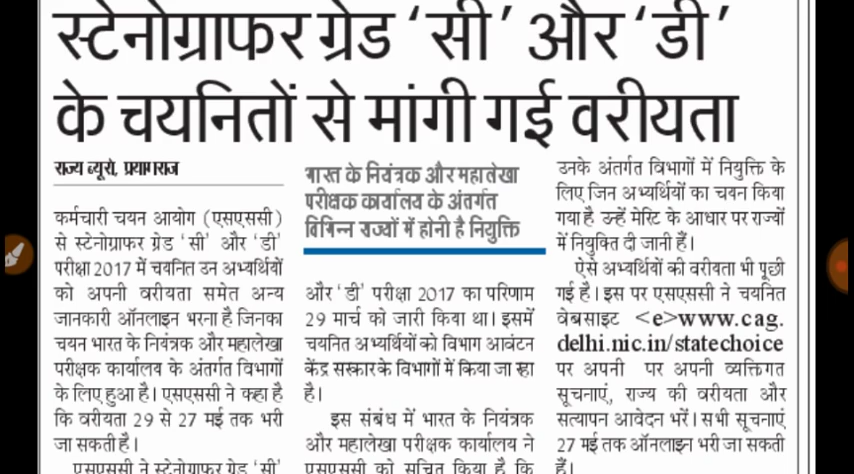 स्टेनोग्राफर ग्रेड ‘सी’ और ‘डी’
के चयनितों से मांगी गई वरीयता
राज्य ब्यूरो, प्रयागराज
कर्मचारी चयन आयोग (एसएससी)
से स्टेनोग्राफर ग्रेड ‘सी’ और ‘डी’
परीक्षा 2017 में चयनित उन अभ्यर्थियों
को अपनी वरीयता समेत अन्य
जानकारी ऑनलाइन भरना है जिनका
चयन भारत के नियंत्रक और महालेखा
परीक्षक कार्यालय के अंतर्गत विभागों
के लिए हुआ है। एसएससी ने कहा है
कि वरीयता 29 से 27 मई तक भरी
जा सकती है।
एसएससी ने स्टेनोग्राफर ग्रेड ‘सी’
भारत के नियंत्रक और महालेखा
परीक्षक कार्यालय के अंतर्गत
विभिन्न राज्यों में होनी है नियुक्ति
और ‘डी’ परीक्षा 2017 का परिणाम
29 मार्च को जारी किया था। इसमें
चयनित अभ्यर्थियों को विभाग आवंटन
केंद्र सरकार के विभागों में किया जा रहा
है।
इस संबंध में भारत के नियंत्रक
और महालेखा परीक्षक कार्यालय ने
एसएससी को सूचित किया है कि
उनके अंतर्गत विभागों में नियुक्ति के
लिए जिन अभ्यर्थियों का चयन किया
गया है उन्हें मेरिट के आधार पर राज्यों
में नियुक्ति दी जानी हैं।
ऐसे अभ्यर्थियों की वरीयता भी पूछी
गई है। इस पर एसएससी ने चयनित
वेबसाइट <e>www.cag.
delhi.nic.in/statechoice
पर अपनी पर अपनी व्यक्तिगत
सूचनाएं, राज्य की वरीयता और
सत्यापन आवेदन भरें। सभी सूचनाएं
27 मई तक ऑनलाइन भरी जा सकती
हैं।